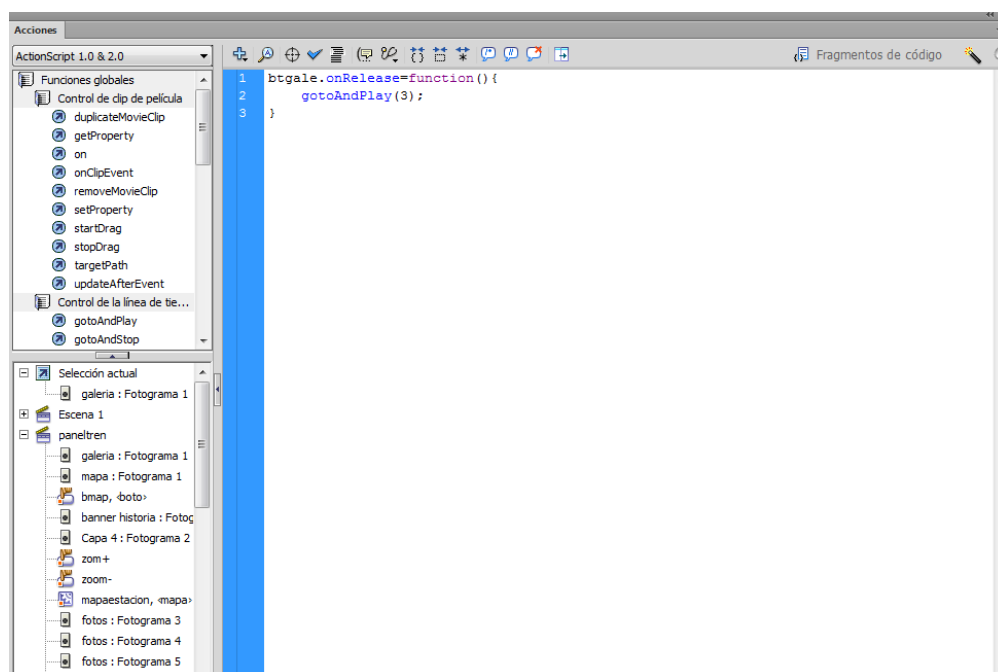 Acciones
ActionScript 1.0 & 2.0
Fragmentos de código
Funciones globales
Control de clip de película
duplicateMovieClip
getProperty
on
onClipEvent
removeMovieClip
setProperty
startDrag
stopDrag
targetPath
updateAfterEvent
Control de la línea de tie...
gotoAndPlay
gotoAndStop
Selección actual
galeria : Fotograma 1
Escena 1
paneltren
galeria : Fotograma 1
mapa : Fotograma 1
bmap, ‹boto›
banner historia : Fotog
Capa 4 : Fotograma 2
zom+
zoom-
mapaestacion, ‹mapa›
fotos : Fotograma 3
fotos : Fotograma 4
fotos : Fotograma 5
1 btgale.onRelease=function(){
2 gotoAndPlay(3);
3 }